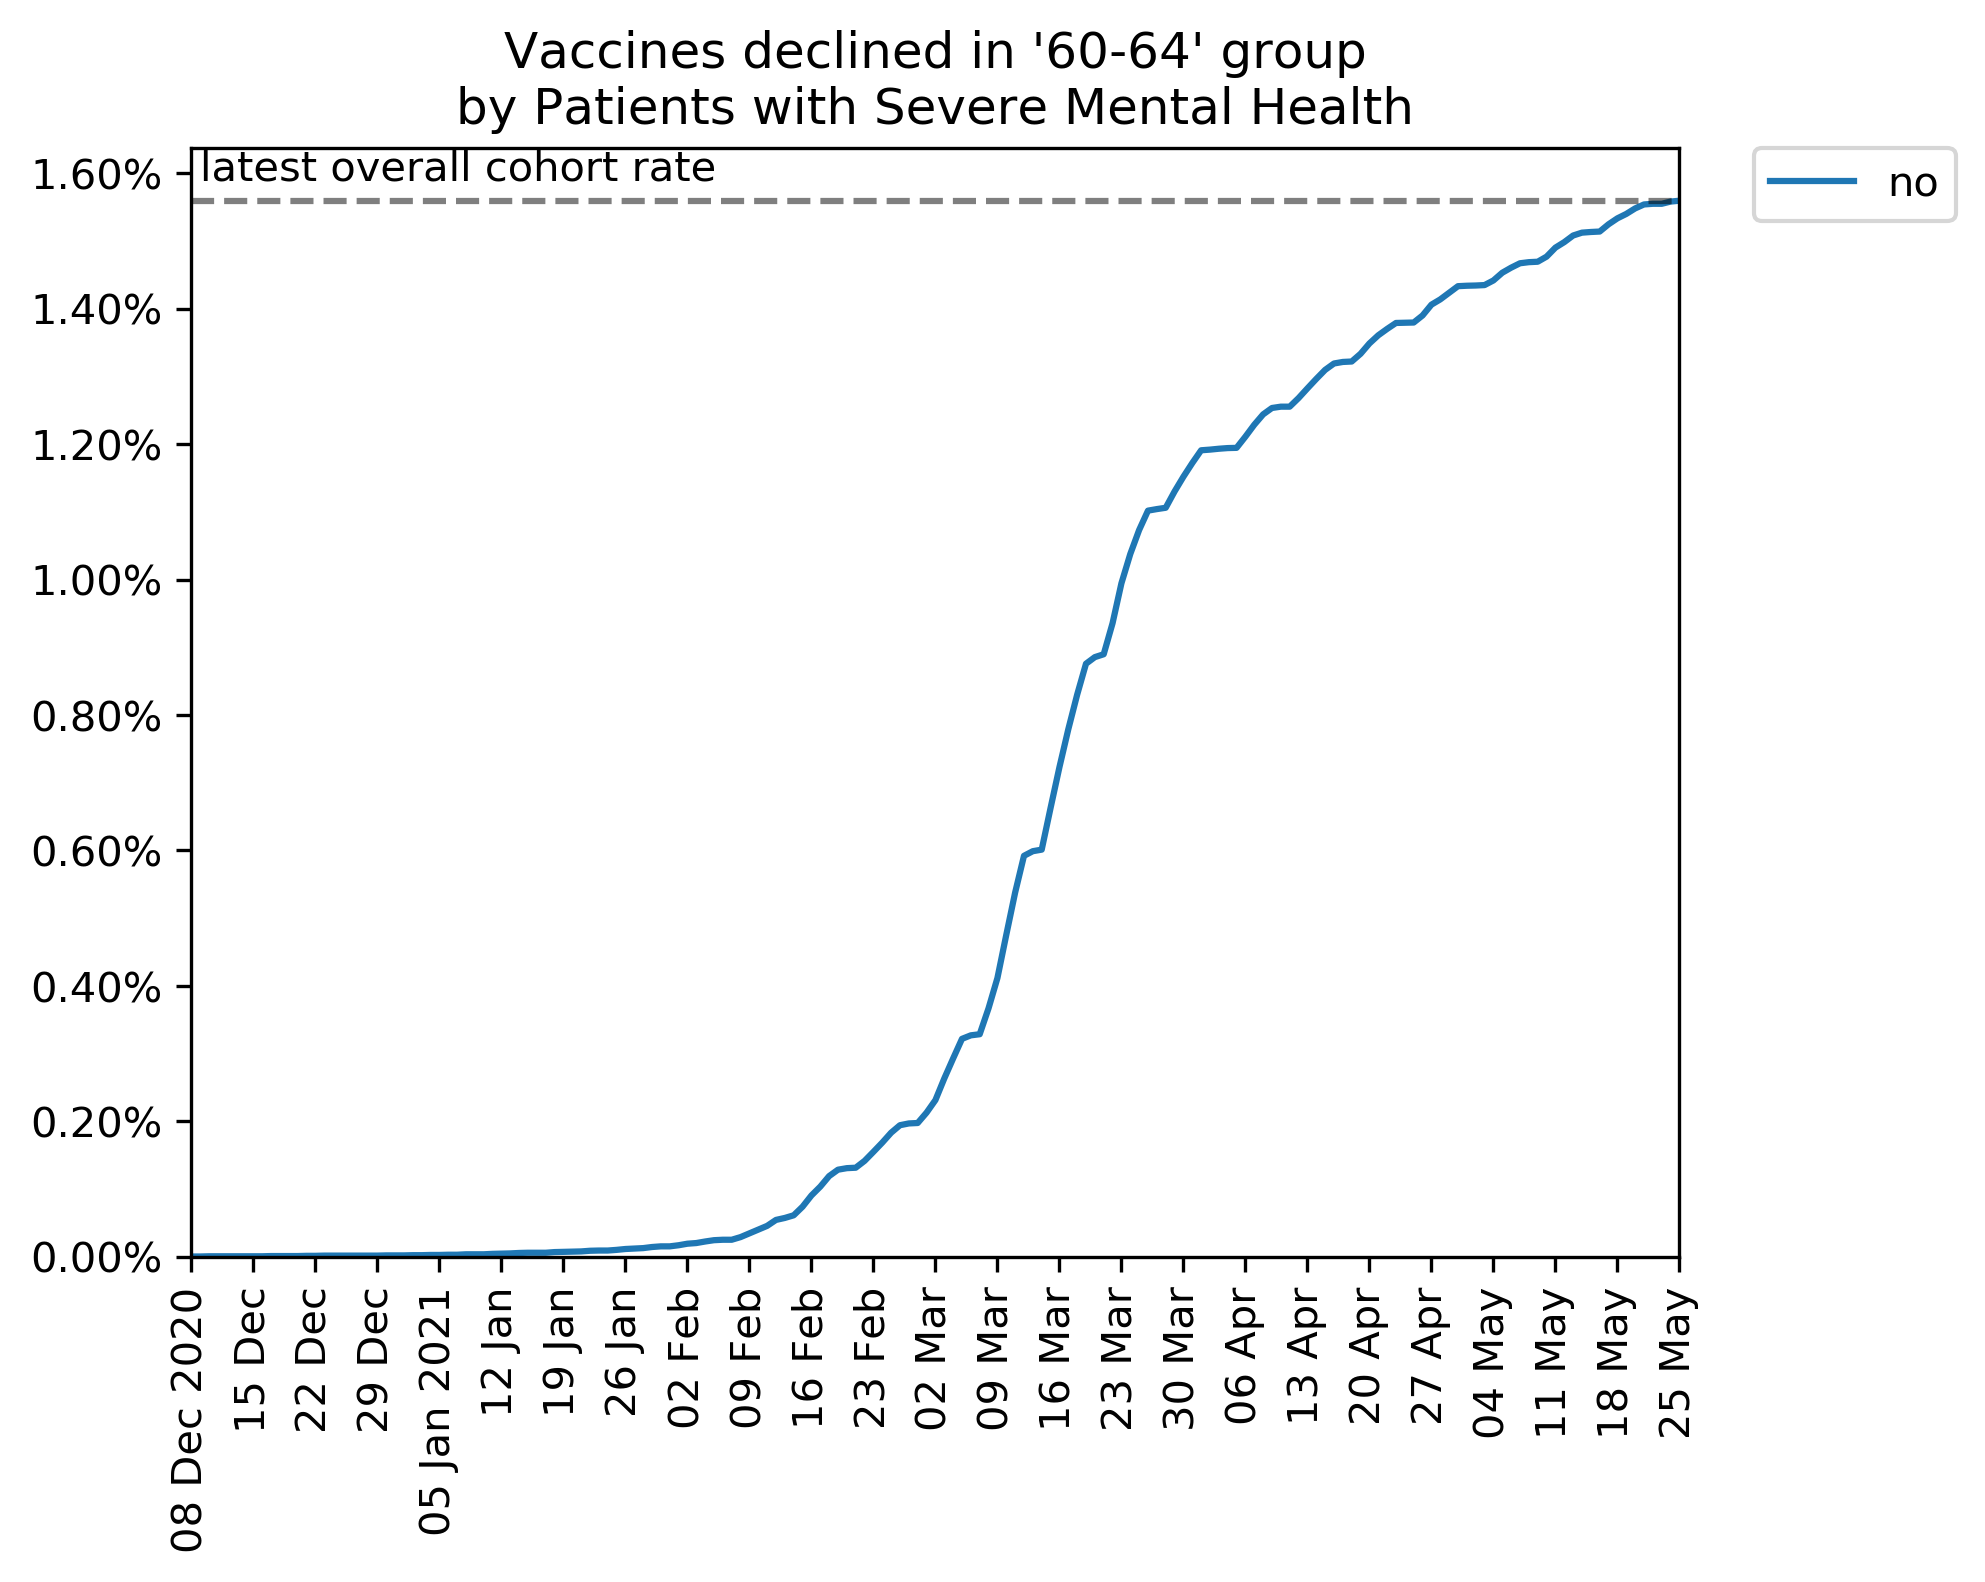 Vaccines declined in '60-64' group
by Patients with Severe Mental Health
latest overall cohort rate
no
1.60%
1.40%
1.20%
1.00%
0.80%
0.60%
0.40%
0.20%
0.00%
08 Dec 2020
15 Dec
22 Dec
29 Dec
05 Jan 2021
12 Jan
19 Jan
26 Jan
02 Feb
09 Feb
16 Feb
23 Feb
02 Mar
09 Mar
16 Mar
23 Mar
30 Mar
06 Apr
13 Apr
20 Apr
27 Apr
04 May
11 May
18 May
25 May